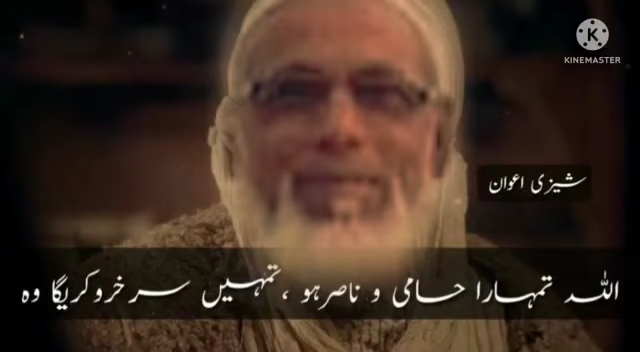 KINEMASTER
شیزی اعوان
اللہ تمہارا حامی و ناصر ہو ، تمہیں سرخرو کریگا وہ